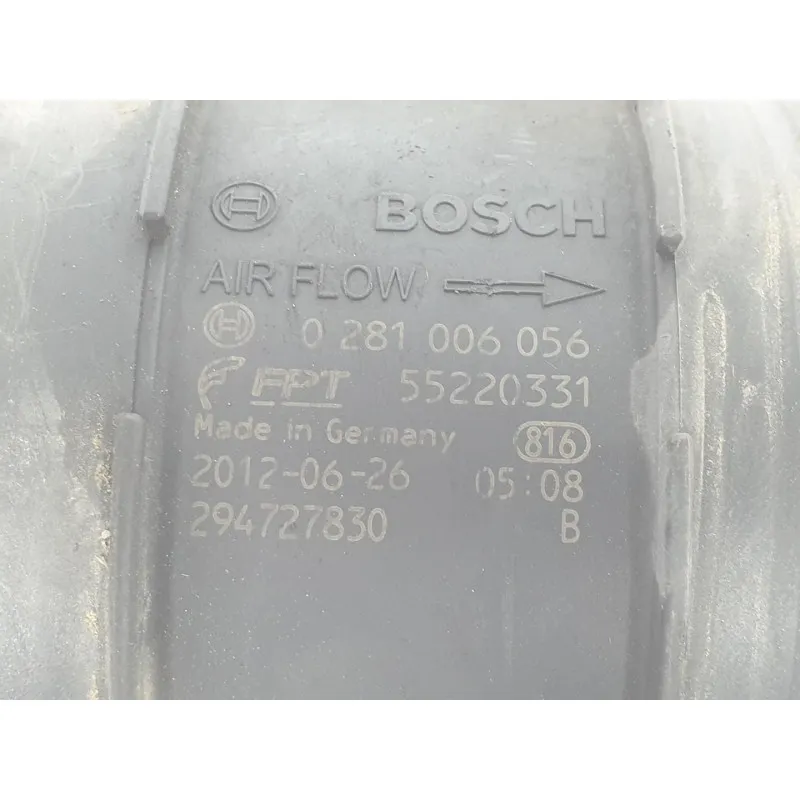 BOSCH
AIR FLOW
0 281 006 056
FPT 55220331
Made in Germany 816
2012-06-26 05:08
294727830 B